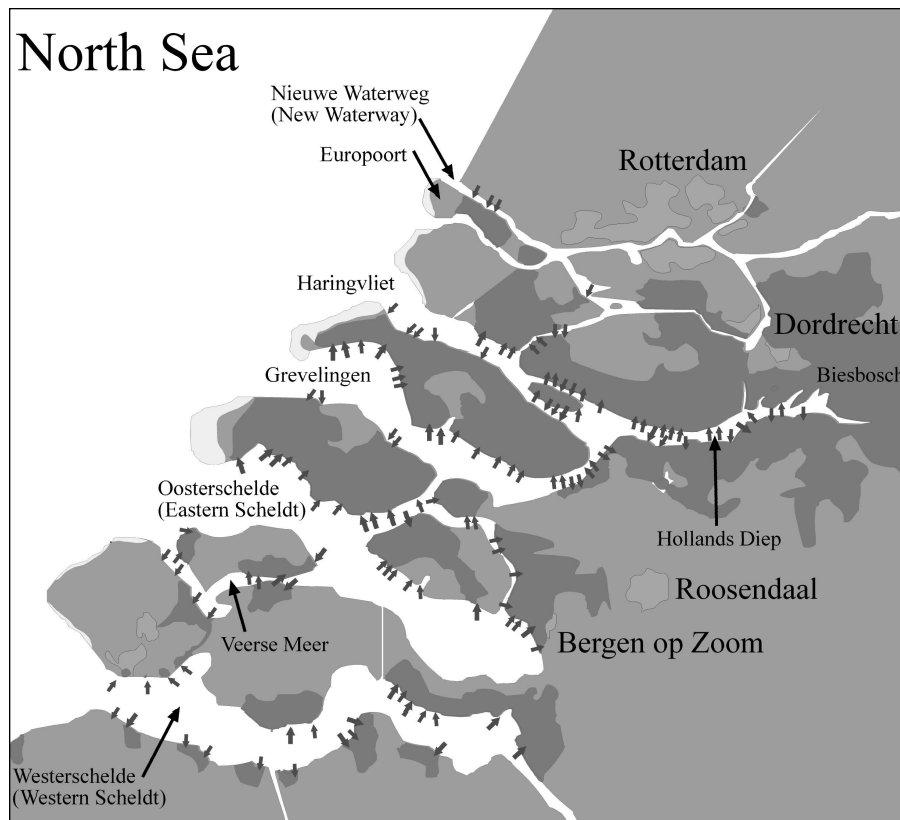 North Sea
Nieuwe Waterweg
(New Waterway)
Europoort
Rotterdam
Haringvliet
Dordrecht
Grevelingen
Biesbosch
Oosterschelde
(Eastern Scheldt)
Hollands Diep
Roosendaal
Veerse Meer
Bergen op Zoom
Westerschelde
(Western Scheldt)